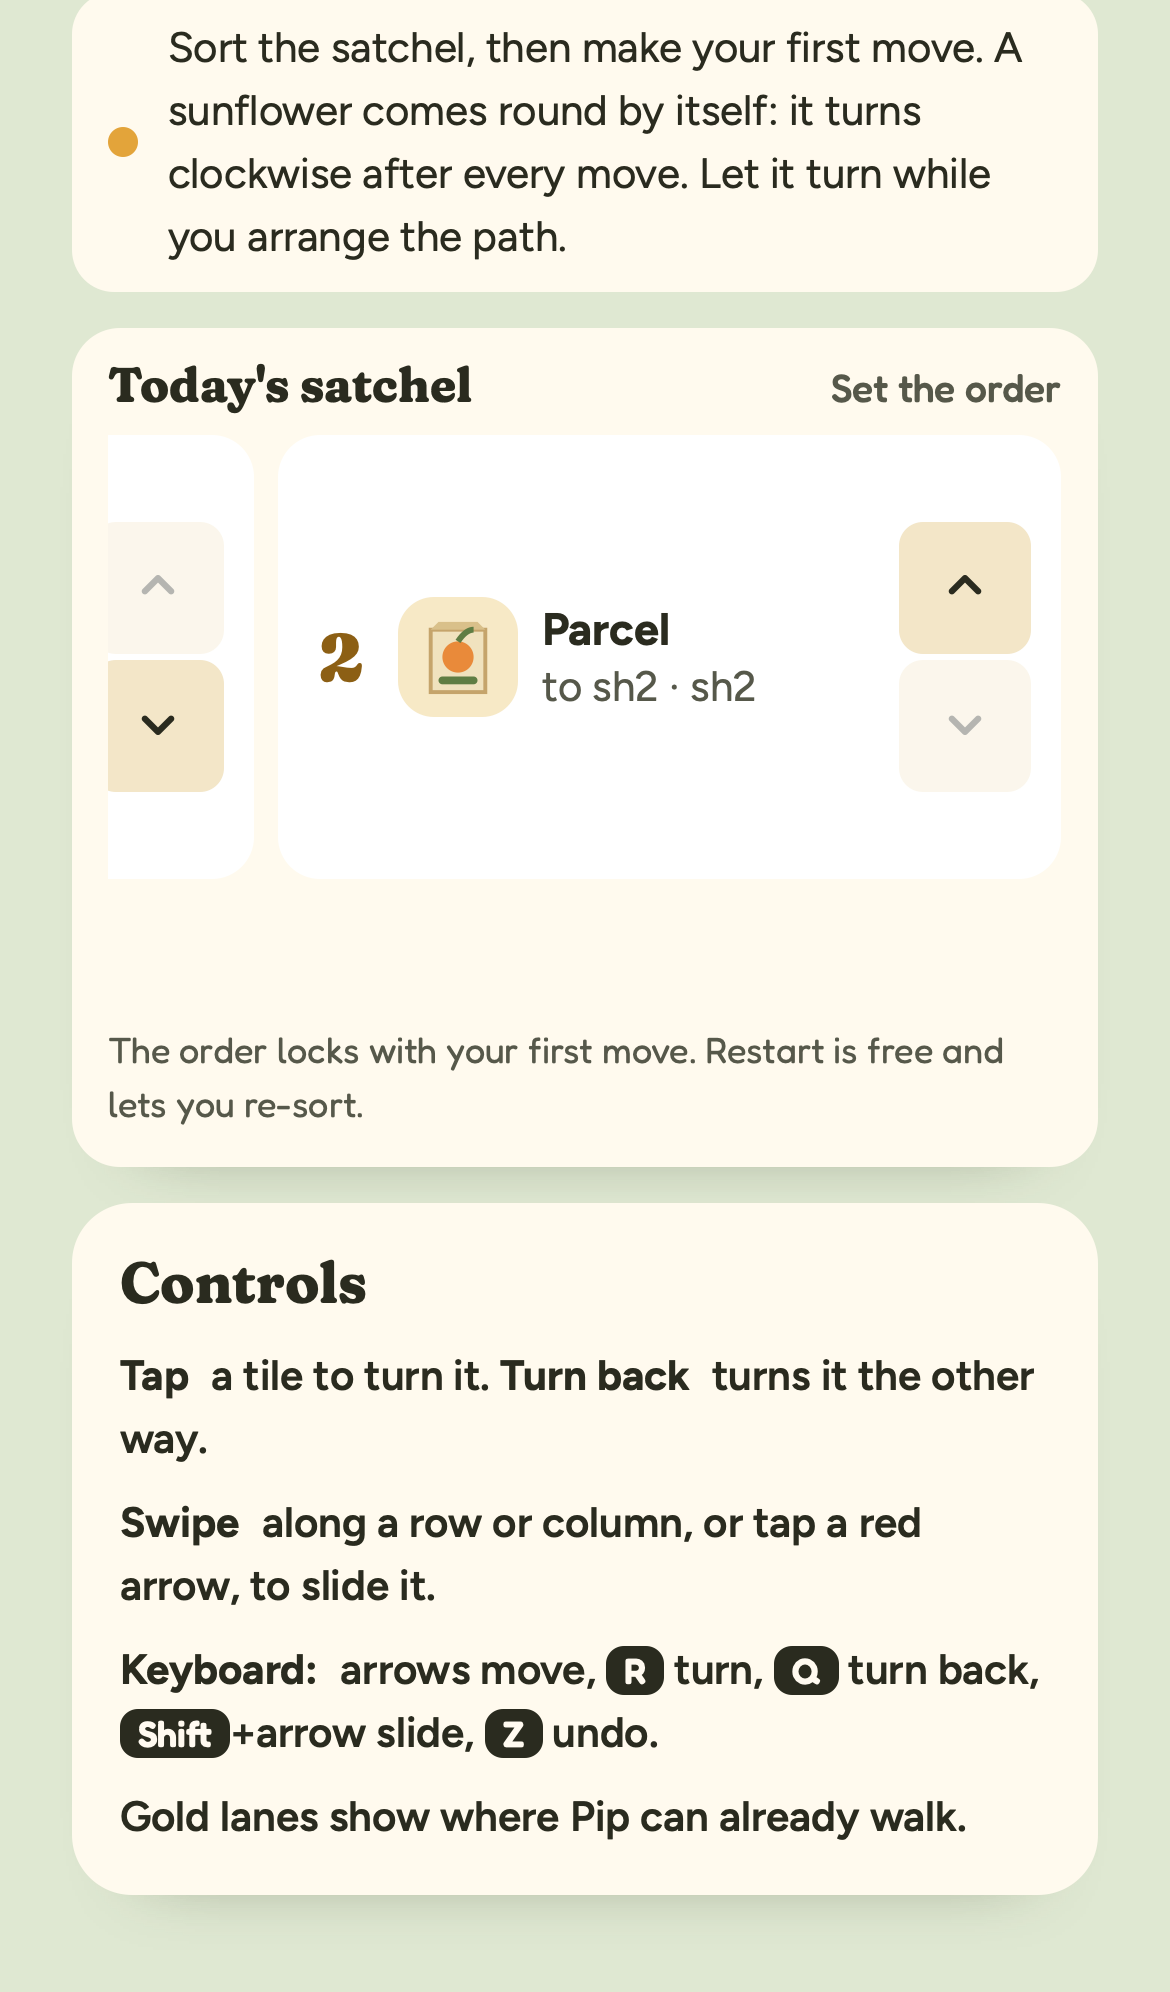 Sort the satchel, then make your first move. A
sunflower comes round by itself: it turns
clockwise after every move. Let it turn while
you arrange the path.
Today's satchel
Set the order
2
Parcel
to sh2 · sh2
The order locks with your first move. Restart is free and
lets you re-sort.
Controls
Tap a tile to turn it. Turn back turns it the other
way.
Swipe along a row or column, or tap a red
arrow, to slide it.
Keyboard: arrows move, R turn, Q turn back,
Shift+arrow slide, Z undo.
Gold lanes show where Pip can already walk.